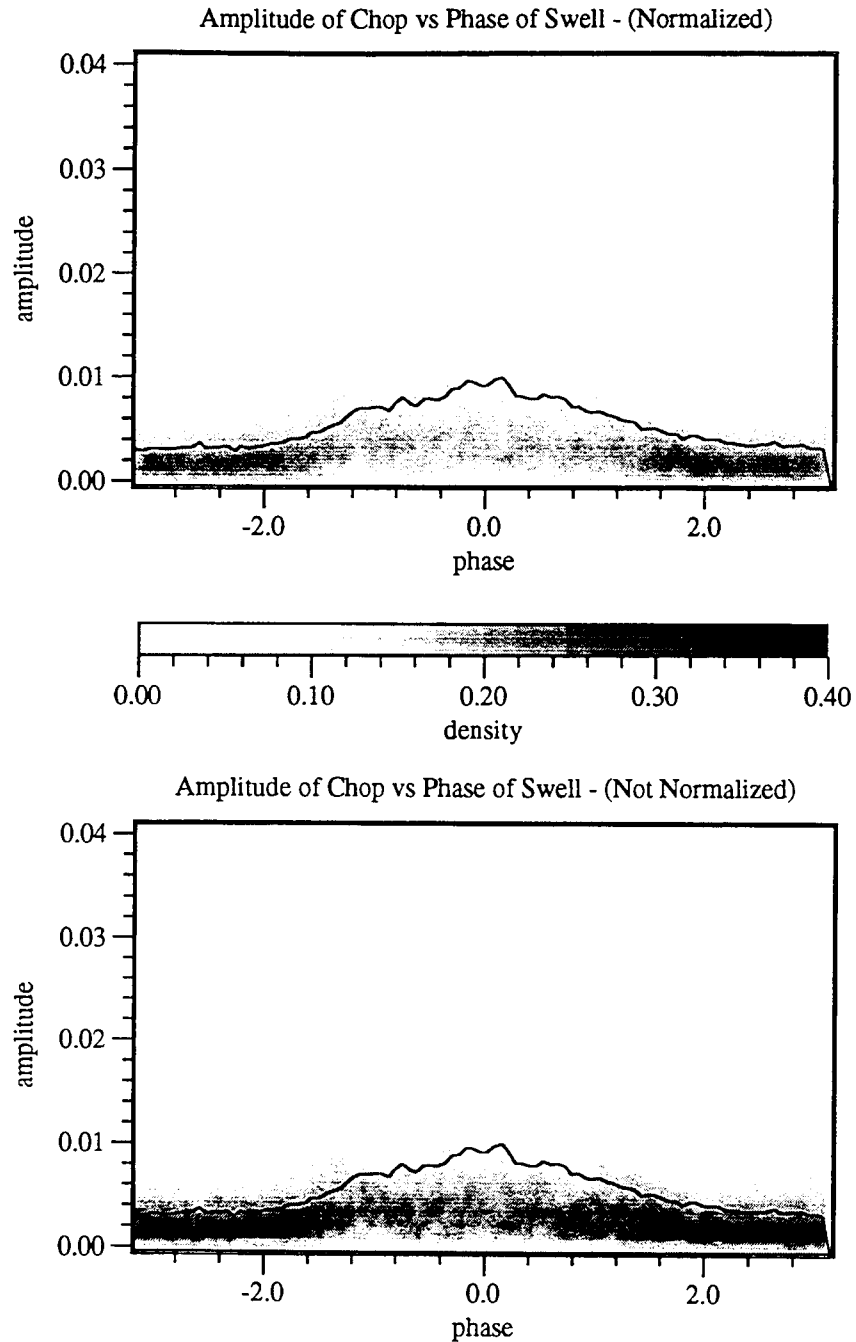 Amplitude of Chop vs Phase of Swell - (Normalized)
0.04
0.03
0.02
0.01
0.00
amplitude
-2.0 0.0 2.0
phase
0.00 0.10 0.20 0.30 0.40
density
Amplitude of Chop vs Phase of Swell - (Not Normalized)
0.04
0.03
0.02
0.01
0.00
amplitude
-2.0 0.0 2.0
phase